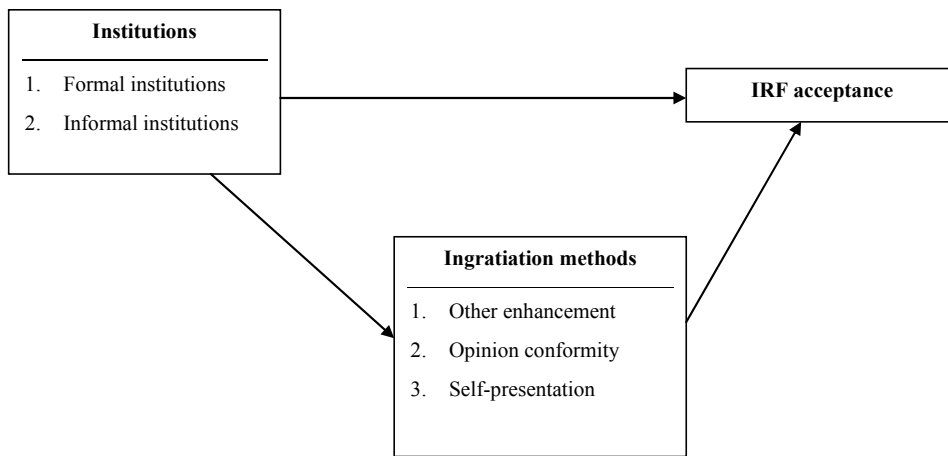 Institutions
1. Formal institutions
2. Informal institutions
IRF acceptance
Ingratiation methods
1. Other enhancement
2. Opinion conformity
3. Self-presentation